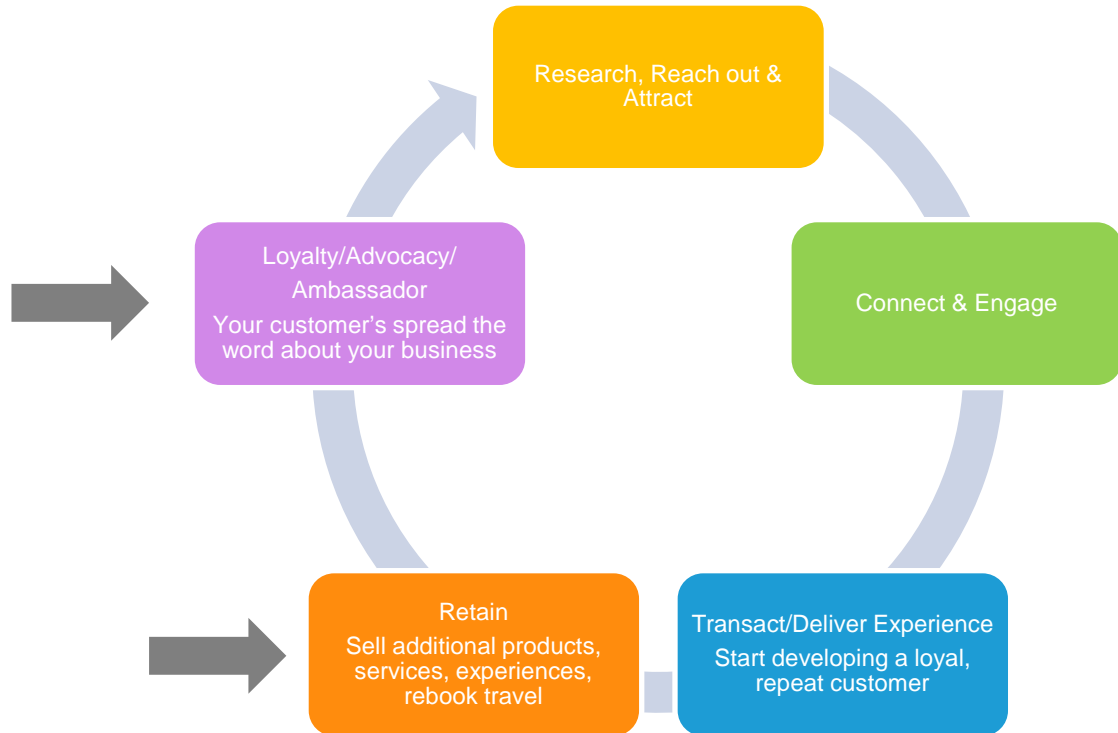 Research, Reach out &
Attract
Connect & Engage
Transact/Deliver Experience
Start developing a loyal,
repeat customer
Retain
Sell additional products,
services, experiences,
rebook travel
Loyalty/Advocacy/
Ambassador
Your customer's spread the
word about your business